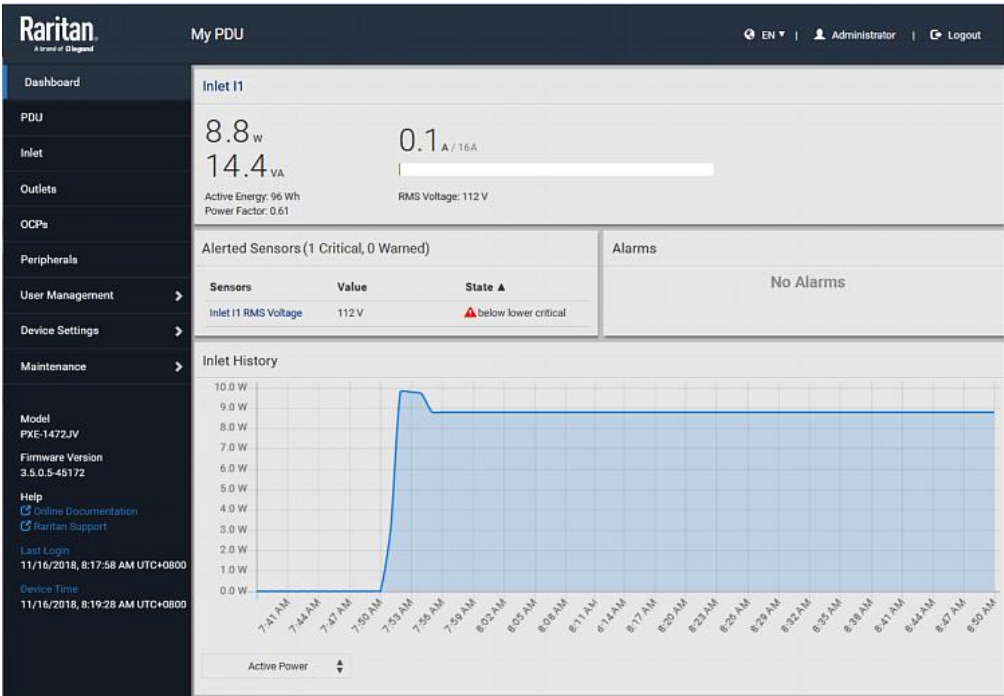 Raritan.
A brand of legrand
My PDU
EN
|
Administrator
|
Logout
Dashboard
PDU
Inlet
Outlets
OCPs
Peripherals
User Management
Device Settings
Maintenance
Model
PXE-1472JV
Firmware Version
3.5.0.5-45172
Help
Online Documentation
Raritan Support
Last Login
11/16/2018, 8:17:58 AM UTC+0800
Device Time
11/16/2018, 8:19:28 AM UTC+0800
Inlet I1
8.8 W
14.4 VA
Active Energy: 96 Wh
Power Factor: 0.61
0.1 A / 16A
RMS Voltage: 112 V
Alerted Sensors (1 Critical, 0 Warned)
Sensors Value State ▲
Inlet I1 RMS Voltage 112 V below lower critical
Alarms
No Alarms
Inlet History
10.0 W
9.0 W
8.0 W
7.0 W
6.0 W
5.0 W
4.0 W
3.0 W
2.0 W
1.0 W
0.0 W
7:41 AM
7:44 AM
7:47 AM
7:50 AM
7:53 AM
7:56 AM
7:59 AM
8:02 AM
8:05 AM
8:08 AM
8:11 AM
8:14 AM
8:17 AM
8:20 AM
8:23 AM
8:26 AM
8:29 AM
8:32 AM
8:35 AM
8:38 AM
8:41 AM
8:44 AM
8:47 AM
8:50 AM
Active Power